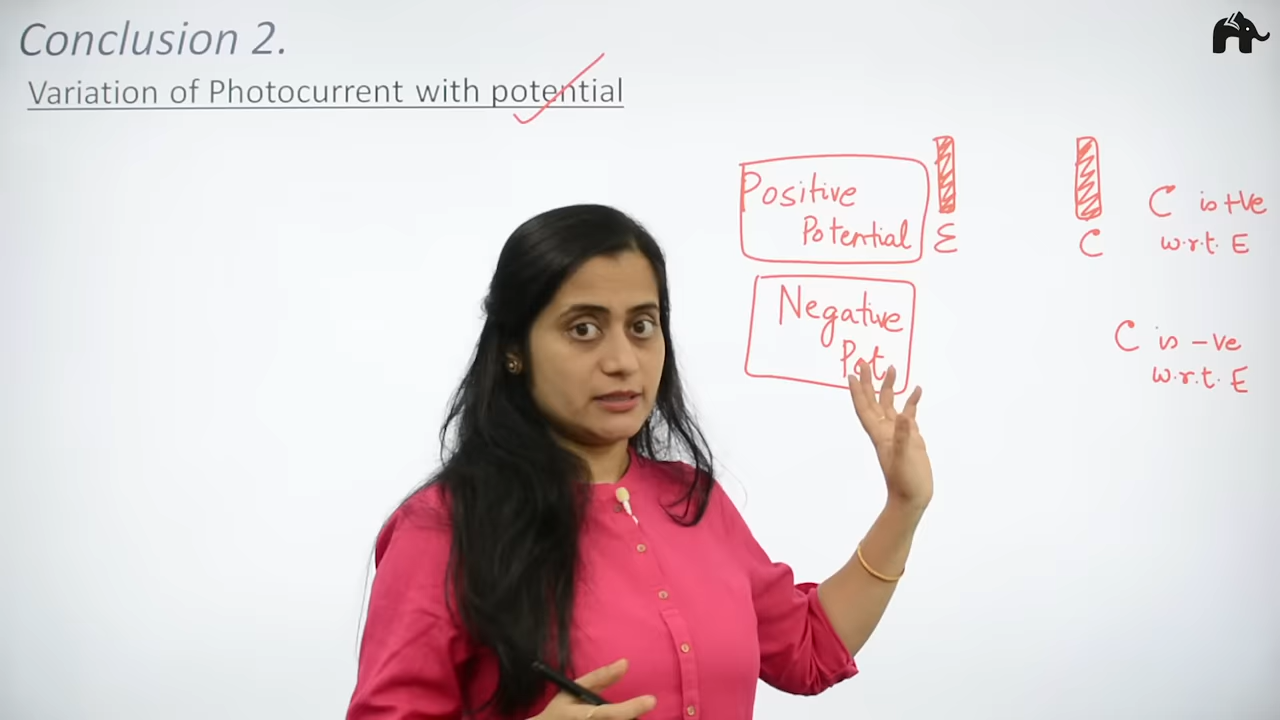 Conclusion 2.
Variation of Photocurrent with potential
Positive
Potential
E
C
C is +ve
w.r.t. E
Negative
Pot.
C is -ve
w.r.t. E